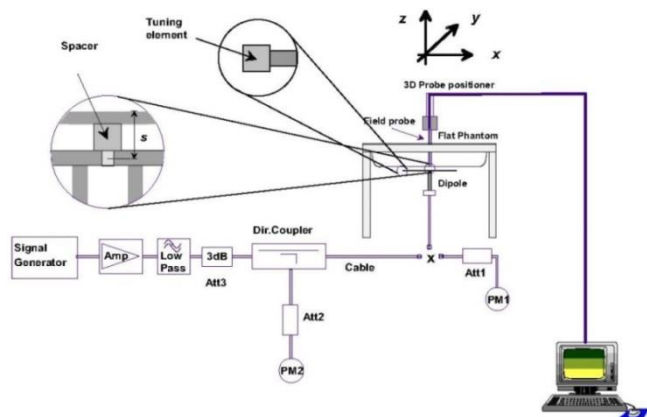 Tuning
element
Spacer
s
z
y
x
3D Probe positioner
Field probe
Flat Phantom
Dipole
Signal
Generator
Amp
Low
Pass
3dB
Att3
Dir.Coupler
Cable
x
Att1
PM1
Att2
PM2